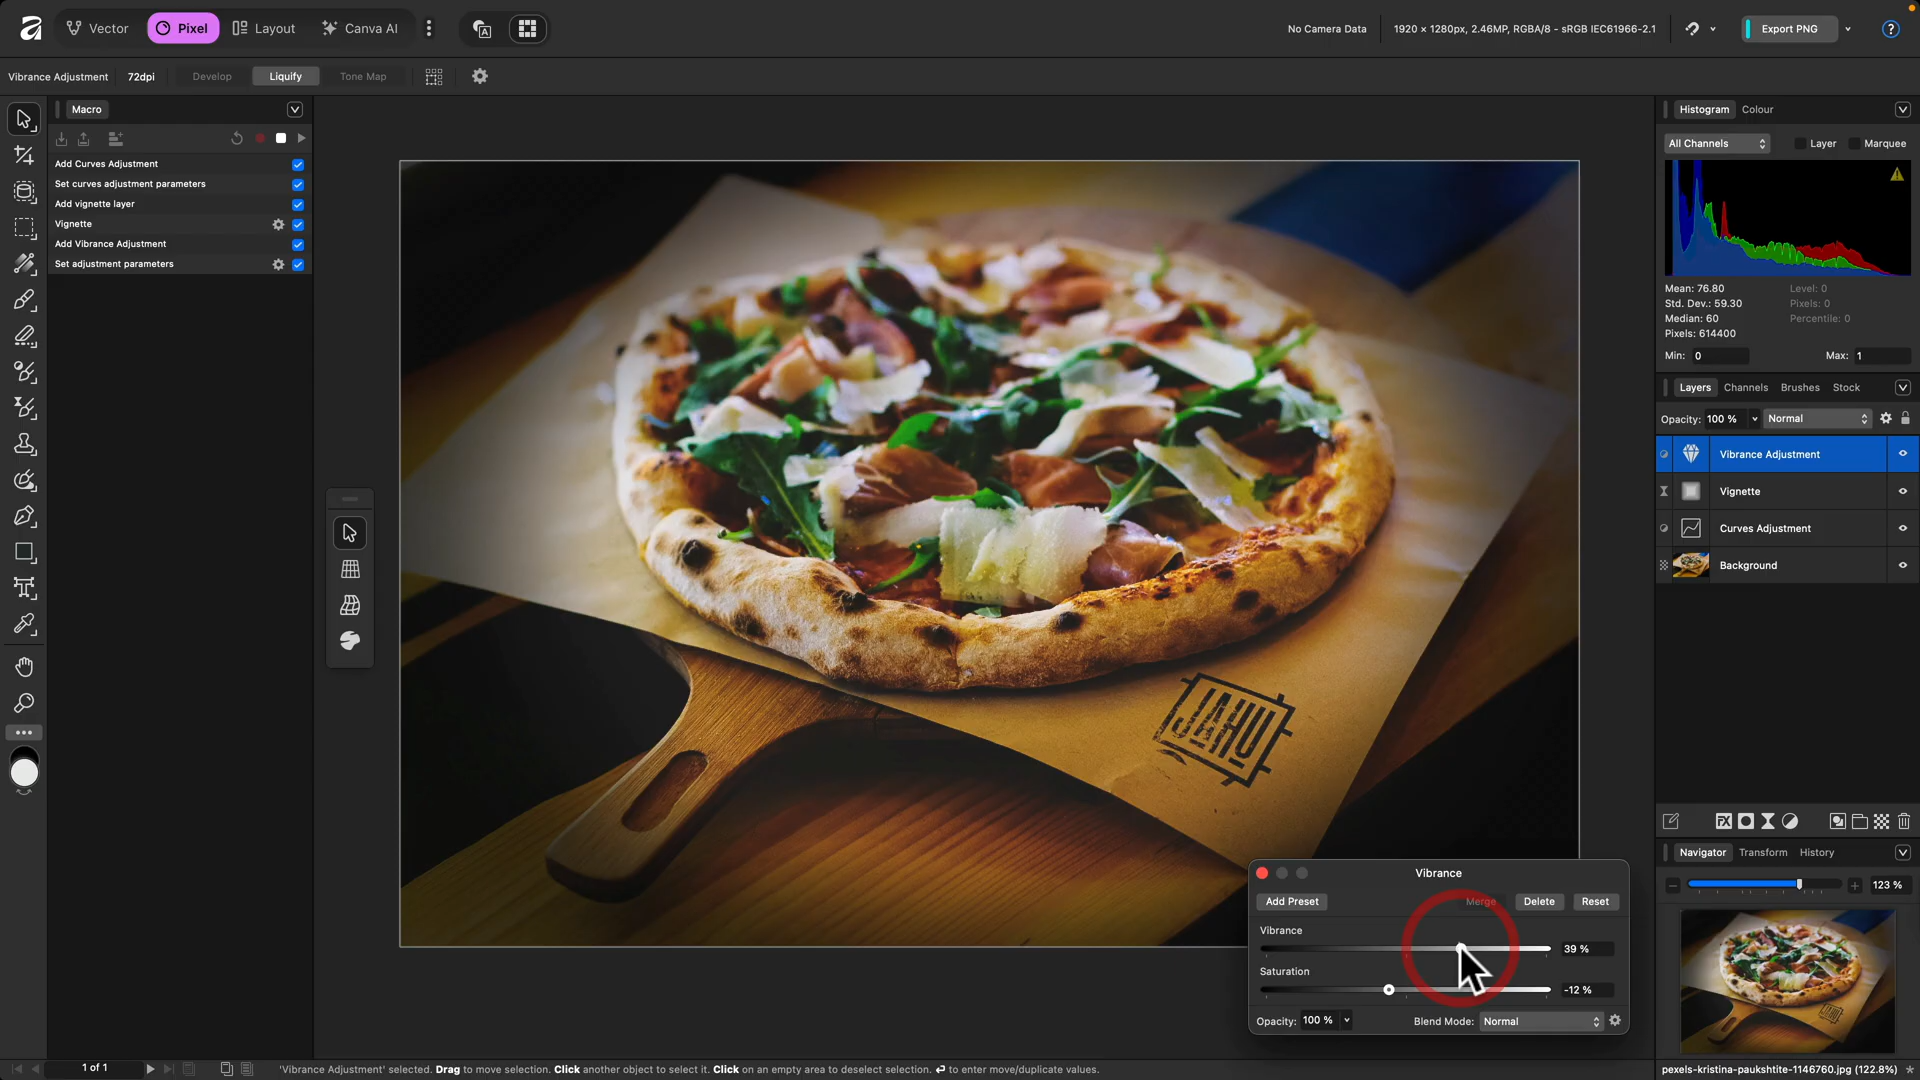 Vector
Pixel
Layout
Canva AI
No Camera Data
1920 × 1280px, 2.46MP, RGBA/8 - sRGB IEC61966-2.1
Export PNG
Vibrance Adjustment
72dpi
Develop
Liquify
Tone Map
Macro
Add Curves Adjustment
Set curves adjustment parameters
Add vignette layer
Vignette
Add Vibrance Adjustment
Set adjustment parameters
JAHU
Histogram
Colour
All Channels
Layer
Marquee
Mean: 76.80
Level: 0
Std. Dev.: 59.30
Pixels: 0
Median: 60
Percentile: 0
Pixels: 614400
Min: 0
Max: 1
Layers
Channels
Brushes
Stock
Opacity: 100 %
Normal
Vibrance Adjustment
Vignette
Curves Adjustment
Background
FX
Navigator
Transform
History
123 %
Vibrance
Add Preset
Merge
Delete
Reset
Vibrance
39 %
Saturation
-12 %
Opacity: 100 %
Blend Mode: Normal
1 of 1
'Vibrance Adjustment' selected. Drag to move selection. Click another object to select it. Click on an empty area to deselect selection. ↵ to enter move/duplicate values.
pexels-kristina-paukshtite-1146760.jpg (122.8%)